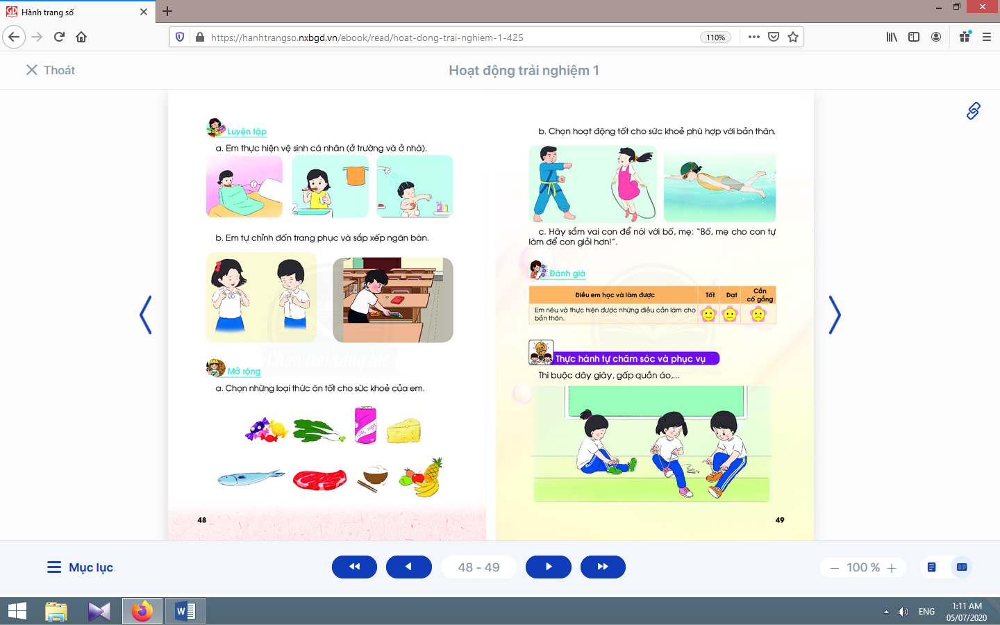 Hành trang số
https://hanhtrangso.nxbgd.vn/ebook/read/hoat-dong-trai-nghiem-1-425
110%
Thoát
Hoạt động trải nghiệm 1
Luyện tập
a. Em thực hiện vệ sinh cá nhân (ở trường và ở nhà).
b. Em tự chỉnh đốn trang phục và sắp xếp ngăn bàn.
Chân trời sáng tạo
Mở rộng
a. Chọn những loại thức ăn tốt cho sức khoẻ của em.
48
b. Chọn hoạt động tốt cho sức khoẻ phù hợp với bản thân.
c. Hãy sắm vai con để nói với bố, mẹ: “Bố, mẹ cho con tự
làm để con giỏi hơn!”.
Đánh giá
Điều em học và làm được Tốt Đạt Cần
cố gắng
Em nêu và thực hiện được những điều cần làm cho
bản thân.
Thực hành tự chăm sóc và phục vụ
Thi buộc dây giày, gấp quần áo,...
49
Mục lục
48 - 49
100 %
W
ENG
1:11 AM
05/07/2020